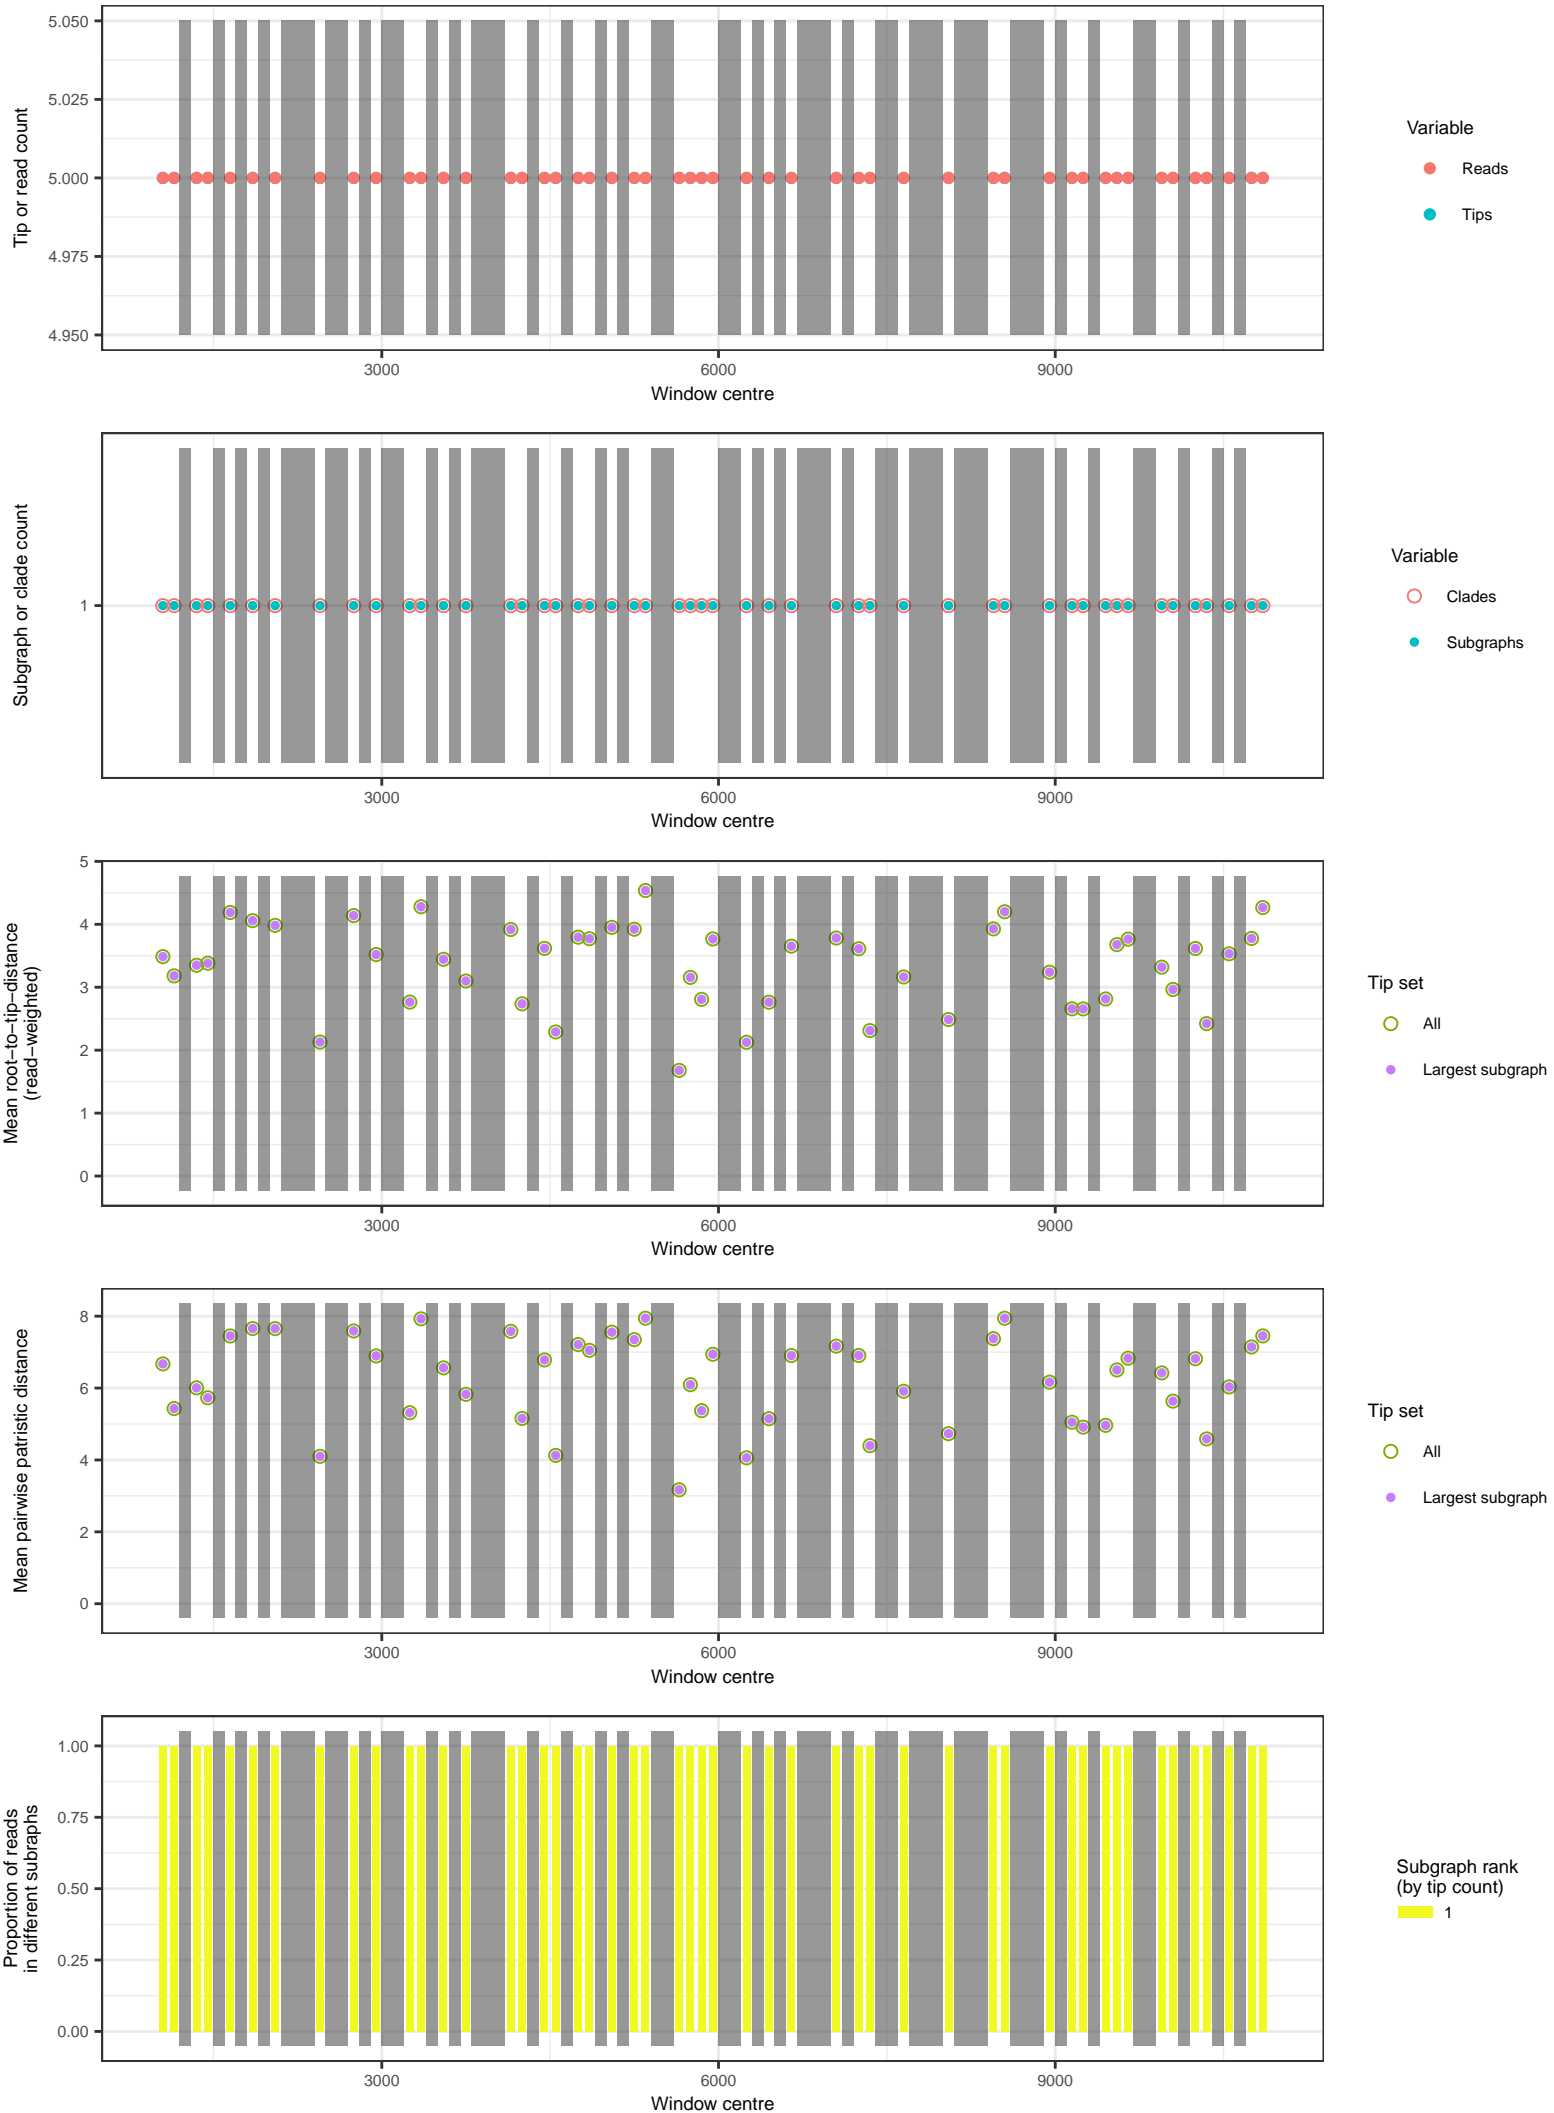 5.050
5.025
5.000
4.975
4.950
Tip or read count
3000
6000
9000
Window centre
Variable
Reads
Tips
1
Subgraph or clade count
3000
6000
9000
Window centre
Variable
Clades
Subgraphs
5
4
3
2
1
0
Mean root−to−tip−distance
(read−weighted)
3000
6000
9000
Window centre
Tip set
All
Largest subgraph
8
6
4
2
0
Mean pairwise patristic distance
3000
6000
9000
Window centre
Tip set
All
Largest subgraph
1.00
0.75
0.50
0.25
0.00
Proportion of reads
in different subraphs
3000
6000
9000
Window centre
Subgraph rank
(by tip count)
1